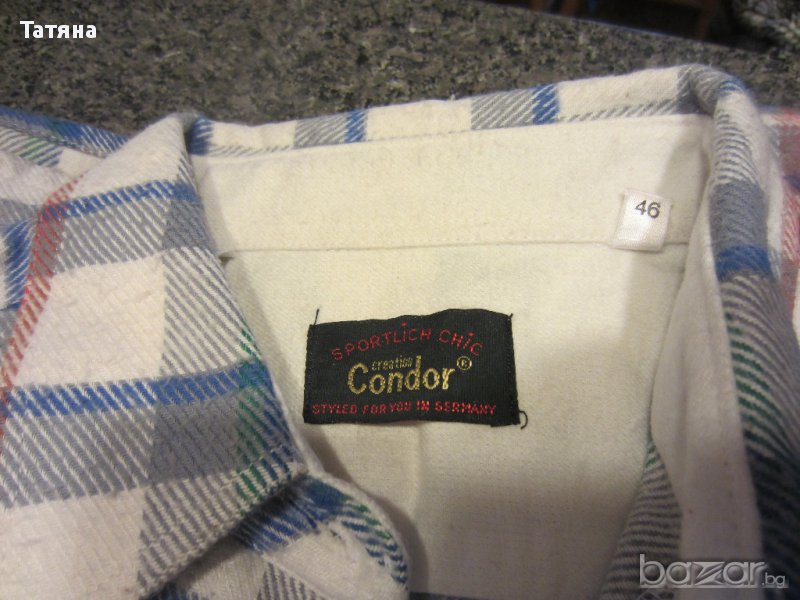 Татяна
46
SPORTLiCH CHiC
creation
Condor®
STYLED FOR YOU IN GERMANY
bazar.bg